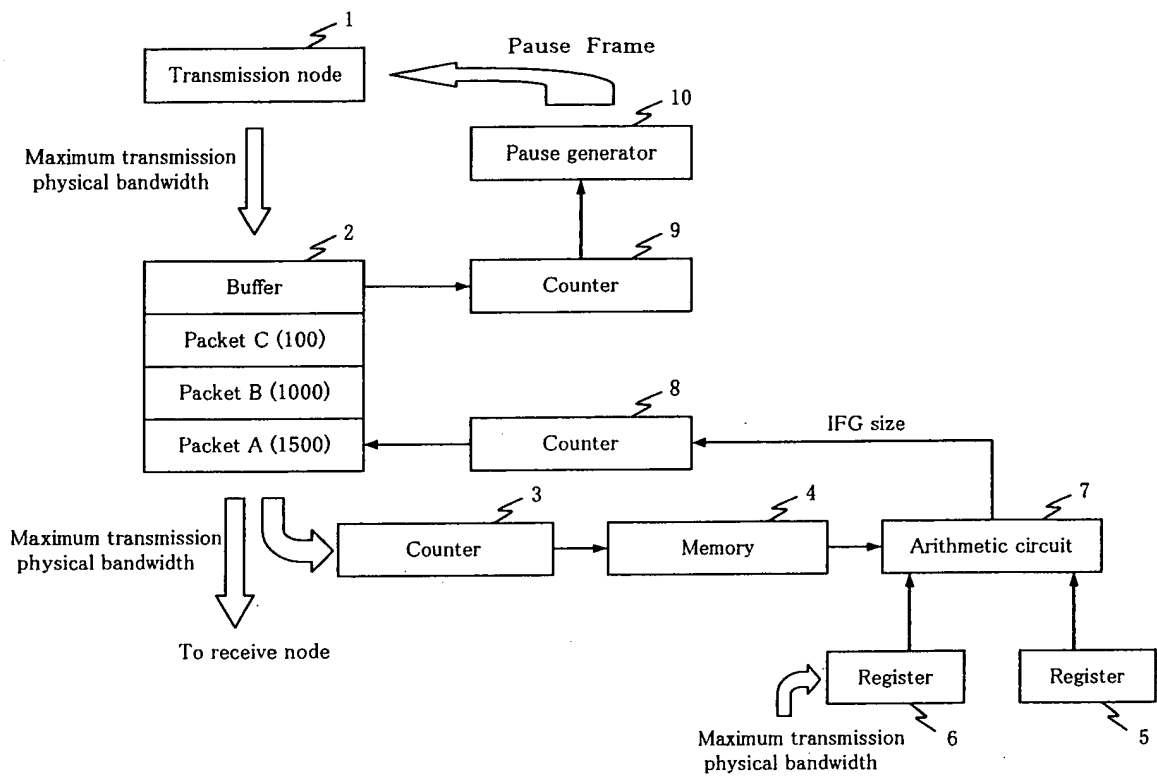 1
Pause Frame
Transmission node
10
Maximum transmission
physical bandwidth
Pause generator
2
9
Buffer
Counter
Packet C (100)
Packet B (1000)
8
Packet A (1500)
Counter
IFG size
3
4
7
Maximum transmission
physical bandwidth
Counter
Memory
Arithmetic circuit
To receive node
Register
Register
Maximum transmission
physical bandwidth
6
5